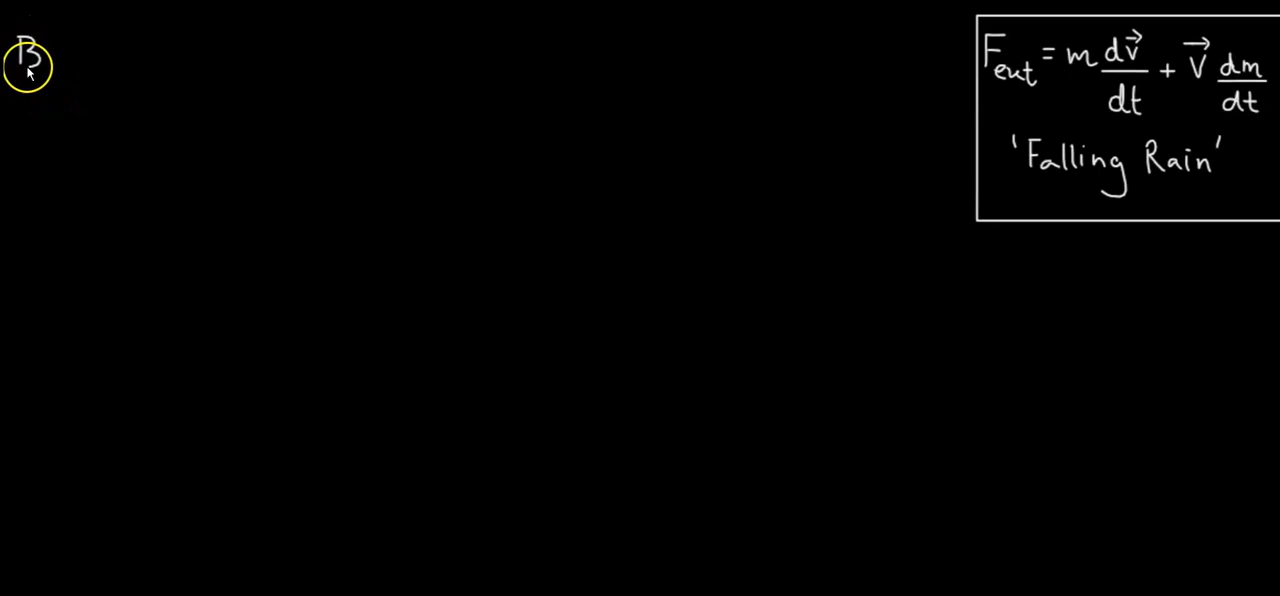 B
F_ext = m dv⃗/dt + v⃗ dm/dt
'Falling Rain'